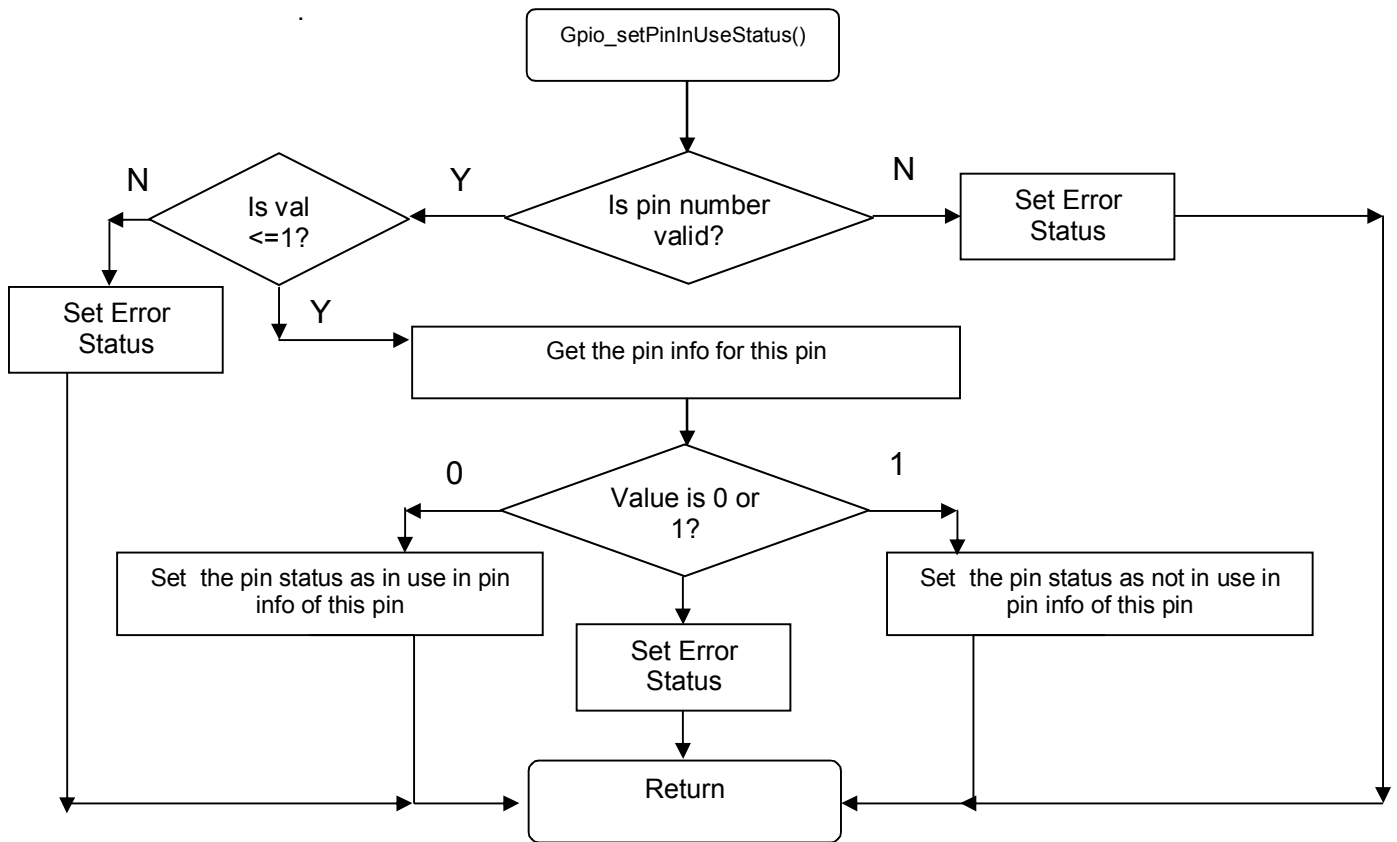 .
Gpio_setPinInUseStatus()
N
Is val
<=1?
Y
Is pin number
valid?
N
Set Error
Status
Set Error
Status
Y
Get the pin info for this pin
0
Value is 0 or
1?
1
Set the pin status as in use in pin
info of this pin
Set the pin status as not in use in
pin info of this pin
Set Error
Status
Return